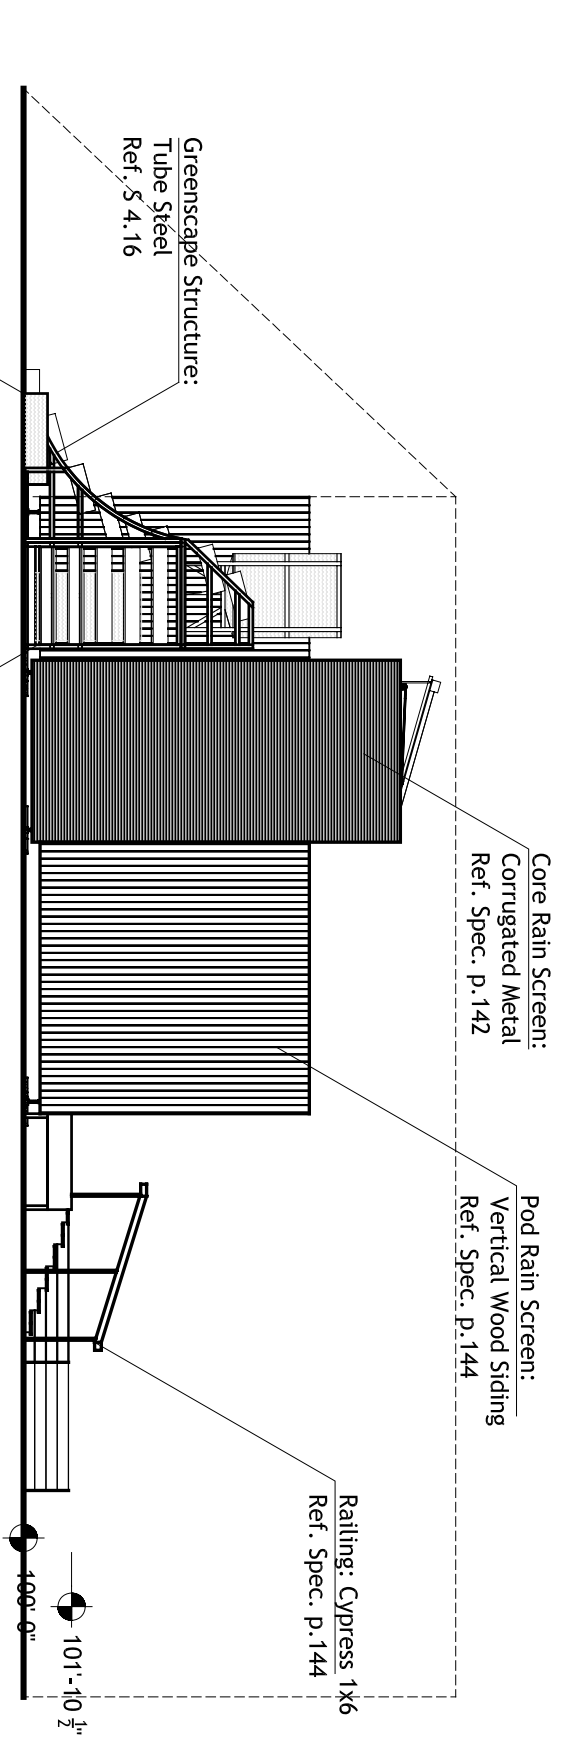 Greenscape Structure:
Tube Steel
Ref. S 4.16
Core Rain Screen:
Corrugated Metal
Ref. Spec. p.142
Pod Rain Screen:
Vertical Wood Siding
Ref. Spec. p.144
Railing: Cypress 1x6
Ref. Spec. p.144
101'-10 ½"
100' 0"